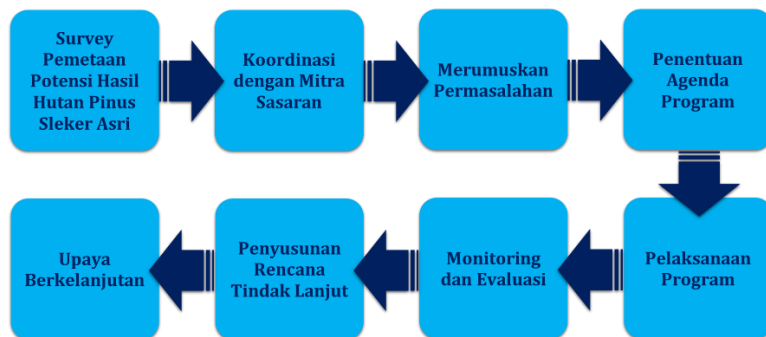 Survey
Pemetaan
Potensi Hasil
Hutan Pinus
Sleker Asri
Koordinasi
dengan Mitra
Sasaran
Merumuskan
Permasalahan
Penentuan
Agenda
Program
Pelaksanaan
Program
Monitoring
dan Evaluasi
Penyusunan
Rencana
Tindak Lanjut
Upaya
Berkelanjutan